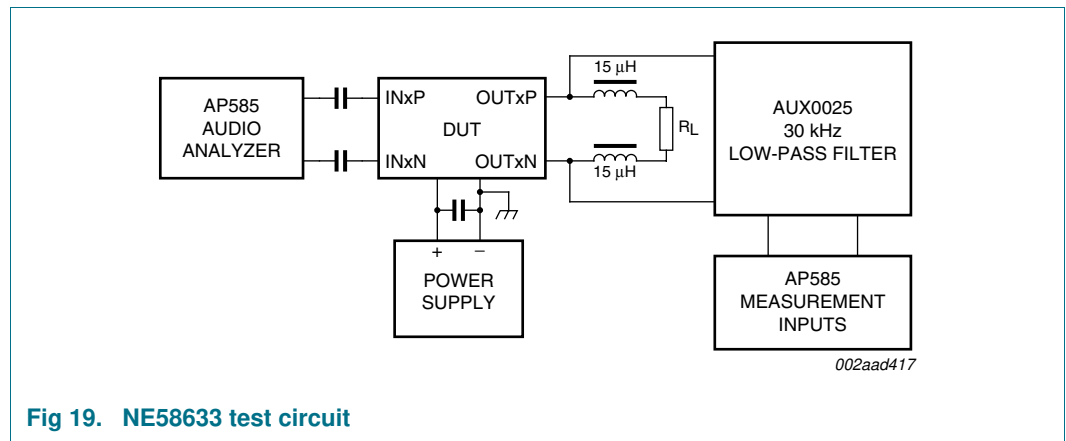 AP585
AUDIO
ANALYZER
INxP
INxN
DUT
OUTxP
OUTxN
15 μH
15 μH
RL
AUX0025
30 kHz
LOW-PASS FILTER
+
−
POWER
SUPPLY
AP585
MEASUREMENT
INPUTS
002aad417
Fig 19. NE58633 test circuit